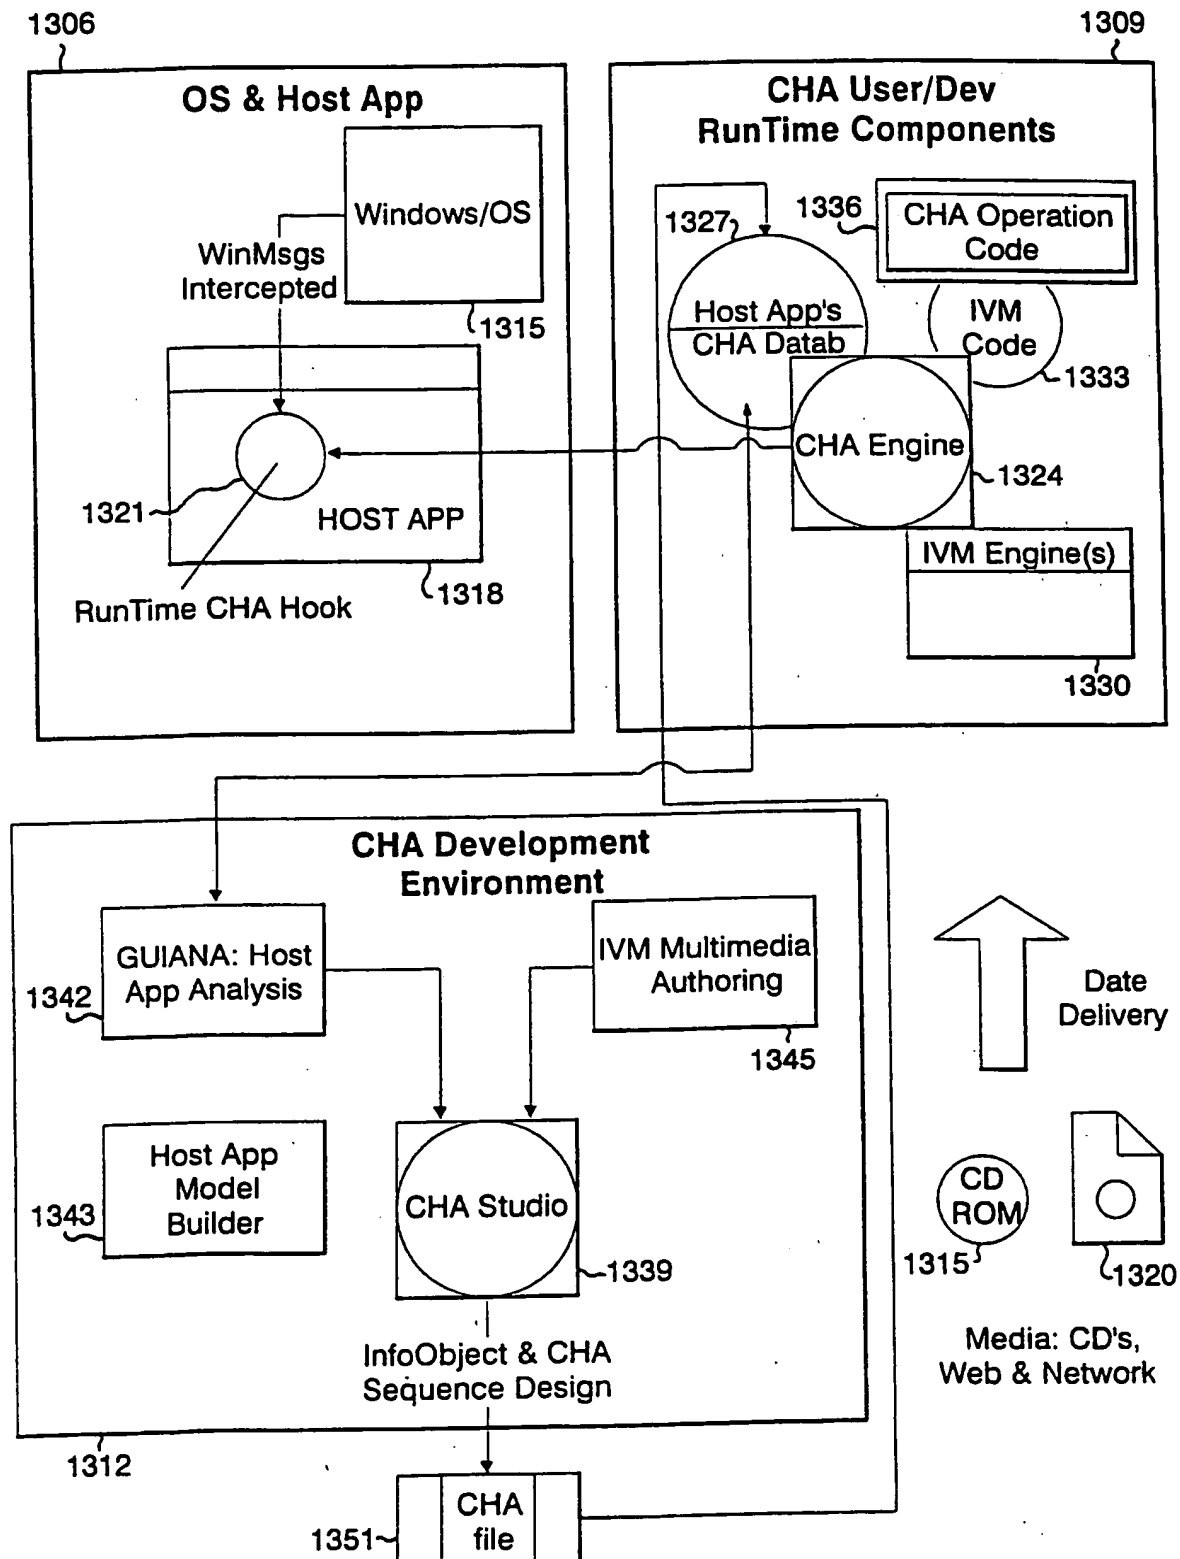 1306
OS & Host App
Windows/OS
WinMsgs
Intercepted
1315
1321
HOST APP
1318
RunTime CHA Hook
1309
CHA User/Dev
RunTime Components
1327
1336
CHA Operation
Code
Host App's
CHA Datab
IVM
Code
1333
CHA Engine
1324
IVM Engine(s)
1330
CHA Development
Environment
GUIANA: Host
App Analysis
1342
IVM Multimedia
Authoring
1345
Host App
Model
Builder
1343
CHA Studio
1339
InfoObject & CHA
Sequence Design
1312
CHA
file
1351
Date
Delivery
CD
ROM
1315
1320
Media: CD's,
Web & Network